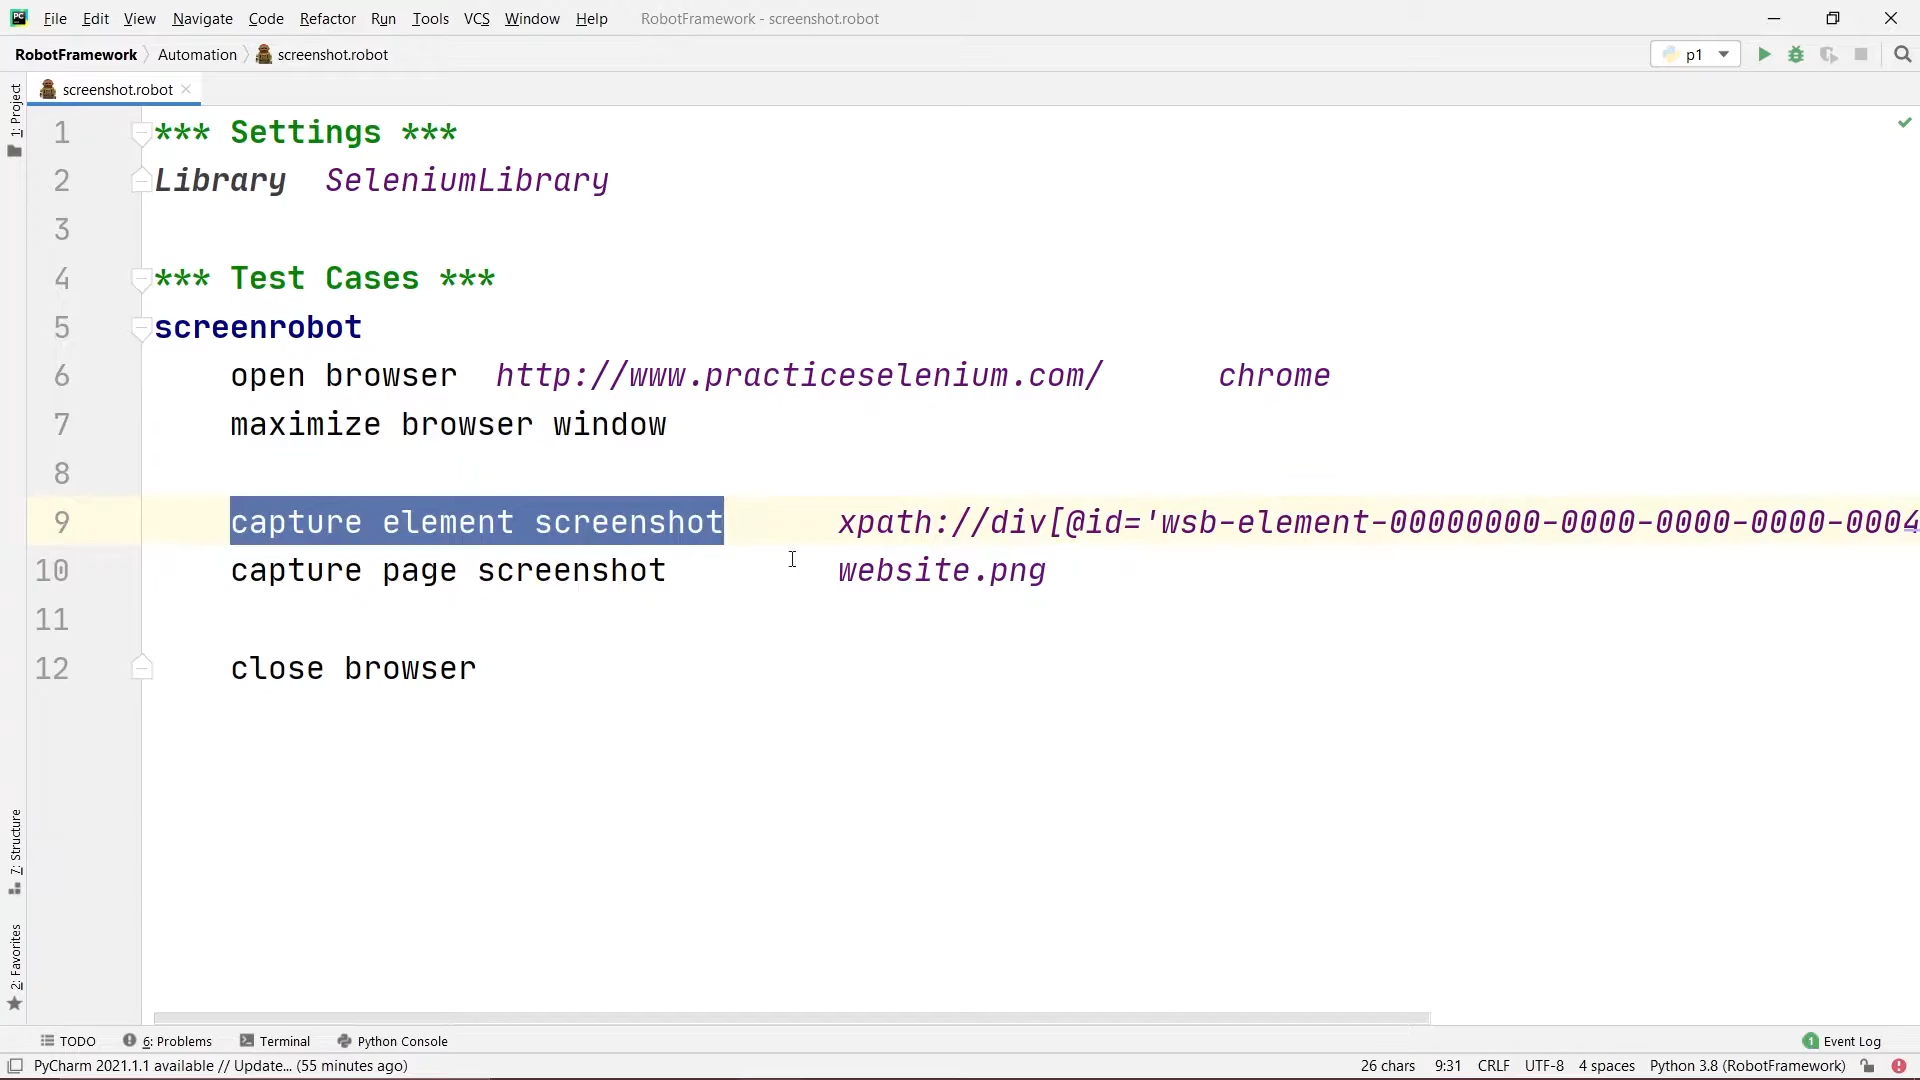 PC File Edit View Navigate Code Refactor Run Tools VCS Window Help RobotFramework - screenshot.robot
RobotFramework Automation screenshot.robot p1
screenshot.robot
1: Project
1 *** Settings ***
2 Library SeleniumLibrary
3
4 *** Test Cases ***
5 screenrobot
6 open browser http://www.practiceselenium.com/ chrome
7 maximize browser window
8
9 capture element screenshot xpath://div[@id='wsb-element-00000000-0000-0000-0000-0004
10 capture page screenshot website.png
11
12 close browser
7: Structure
2: Favorites
TODO 6: Problems Terminal Python Console 1 Event Log
PyCharm 2021.1.1 available // Update... (55 minutes ago) 26 chars 9:31 CRLF UTF-8 4 spaces Python 3.8 (RobotFramework)